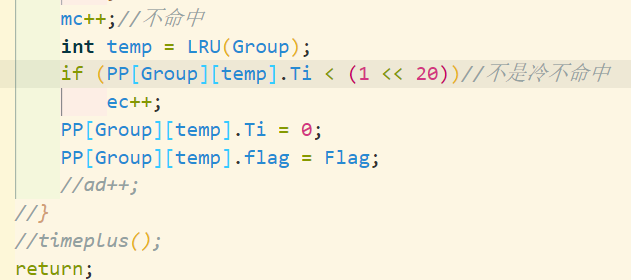 mc++;//不命中
int temp = LRU(Group);
if (PP[Group][temp].Ti < (1 << 20))//不是冷不命中
ec++;
PP[Group][temp].Ti = 0;
PP[Group][temp].flag = Flag;
//ad++;
//}
//timeplus();
return;